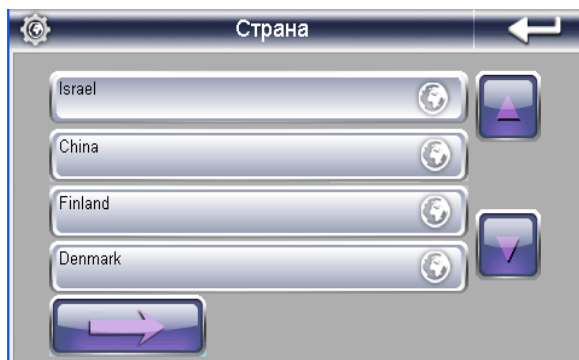 Страна
Israel
China
Finland
Denmark